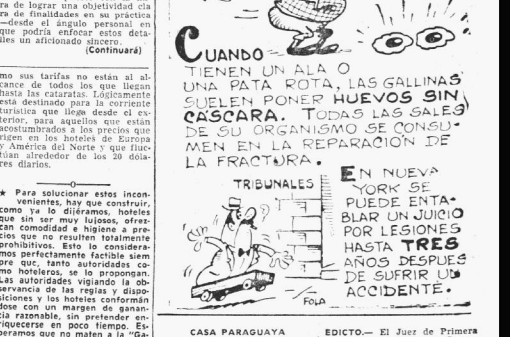 ra de lograr una objetividad cla
ra de finalidades en su práctica
—desde el ángulo personal en
que podría enfocar estos deta-
lles un aficionado sincero.
(Continuará)
mo sus tarifas no están al al-
cance de todos los que llegan
hasta las cataratas. Lógicamente
está destinado para la corriente
turística que llega desde el ex-
terior, para aquellos que están
acostumbrados a los precios que
rigen en los hoteles de Europa
y América del Norte y que fluc-
túan alrededor de los 20 dóla-
res diarios.
★ Para solucionar estos incon-
venientes, hay que construir,
como ya lo dijéramos, hoteles
que sin ser muy lujosos, ofrez-
can comodidad e higiene a pre-
cios que no resulten totalmente
prohibitivos. Esto lo considera-
mos perfectamente factible siem
pre que, tanto autoridades co-
mo hoteleros, se lo propongan.
Las autoridades vigiando la ob-
servancia de las reglas y dispo-
siciones y los hoteles conformán
dose con un margen de ganan-
cia razonable, sin pretender en-
riquecerse en poco tiempo. Es-
peramos que no maten a la "Ga-
CUANDO
TIENEN UN ALA O
UNA PATA ROTA, LAS GALLINAS
SUELEN PONER HUEVOS SIN
CÁSCARA. TODAS LAS SALES
DE SU ORGANISMO SE CONSU-
MEN EN LA REPARACIÓN DE
LA FRACTURA.
TRIBUNALES
EN NUEVA
YORK SE
PUEDE ENTA-
BLAR UN JUICIO
POR LESIONES
HASTA TRES
AÑOS DESPUES
DE SUFRIR UN
ACCIDENTE.
FOLA
CASA PARAGUAYA
EDICTO.— El Juez de Primera